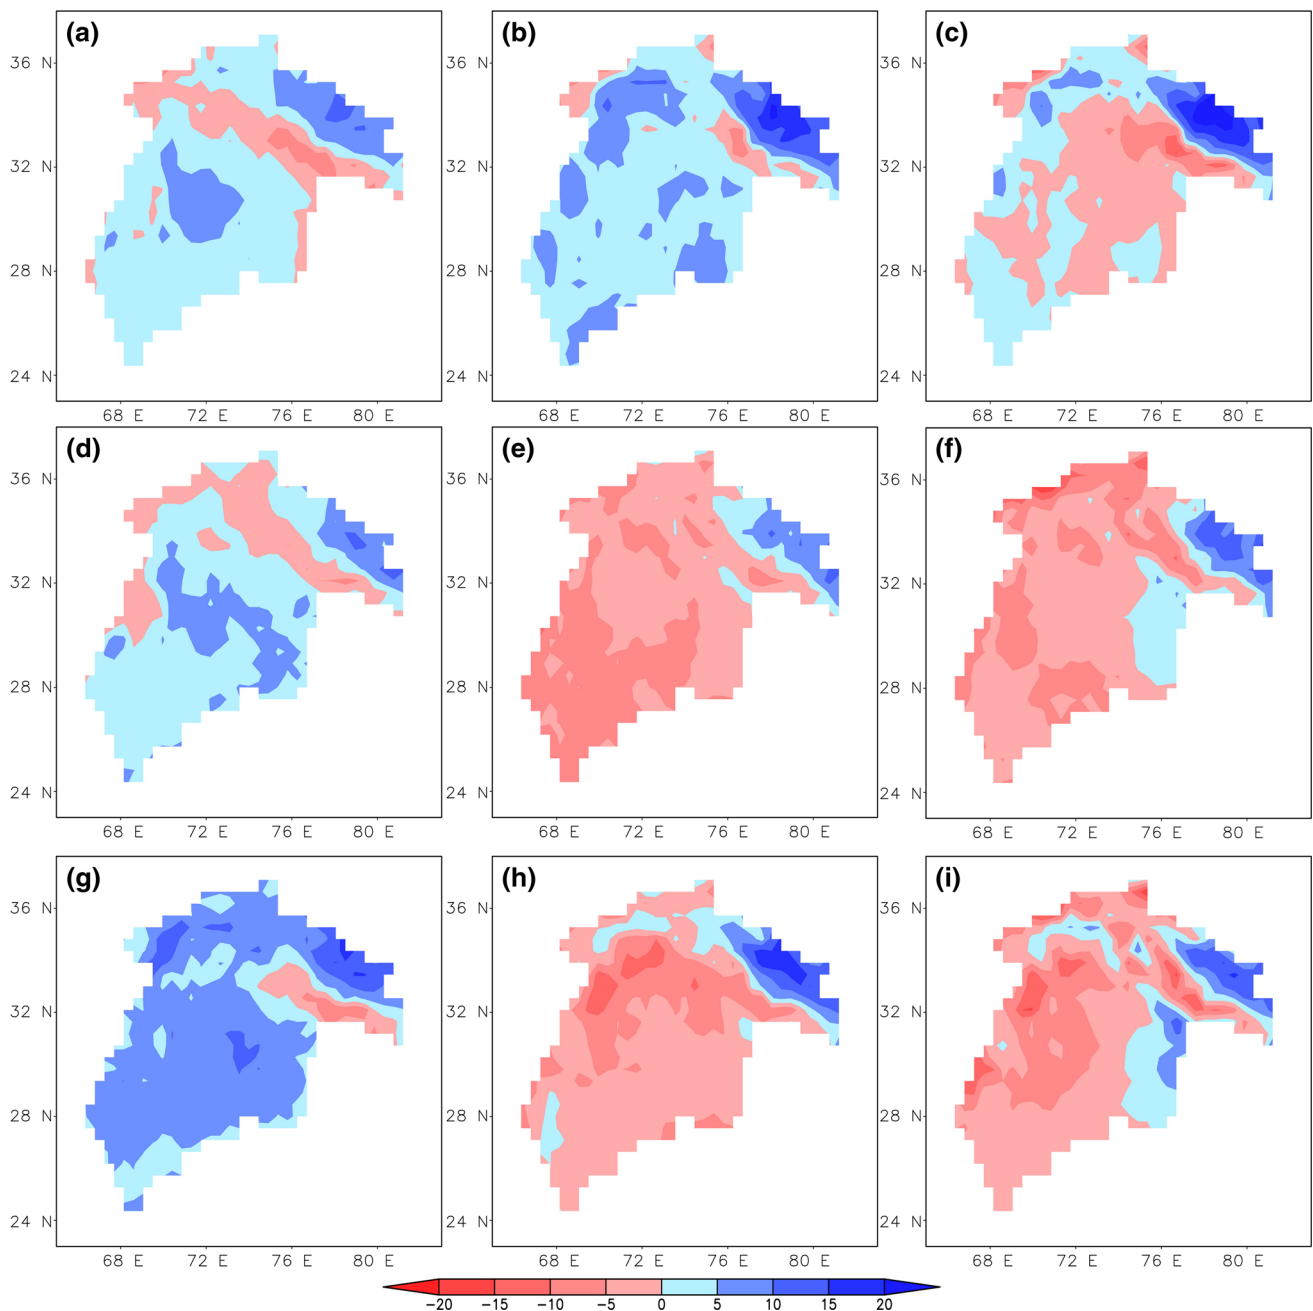 (a) (b) (c)
36 N 36 N 36 N
32 N 32 N 32 N
28 N 28 N 28 N
24 N 24 N 24 N
68 E 72 E 76 E 80 E 68 E 72 E 76 E 80 E 68 E 72 E 76 E 80 E
(d) (e) (f)
36 N 36 N 36 N
32 N 32 N 32 N
28 N 28 N 28 N
24 N 24 N 24 N
68 E 72 E 76 E 80 E 68 E 72 E 76 E 80 E 68 E 72 E 76 E 80 E
(g) (h) (i)
36 N 36 N 36 N
32 N 32 N 32 N
28 N 28 N 28 N
24 N 24 N 24 N
68 E 72 E 76 E 80 E 68 E 72 E 76 E 80 E 68 E 72 E 76 E 80 E
−20 −15 −10 −5 0 5 10 15 20